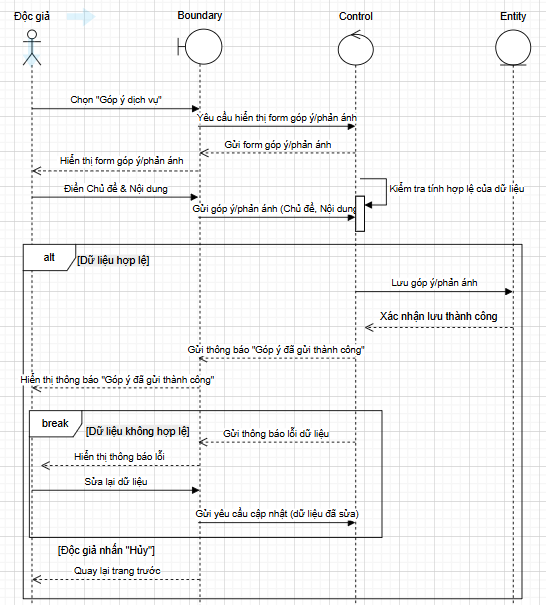 Độc giả
Boundary
Control
Entity
Chọn "Góp ý dịch vụ"
Yêu cầu hiển thị form góp ý/phản ánh
Gửi form góp ý/phản ánh
Hiển thị form góp ý/phản ánh
Điền Chủ đề & Nội dung
Kiểm tra tính hợp lệ của dữ liệu
Gửi góp ý/phản ánh (Chủ đề, Nội dung
alt
[Dữ liệu hợp lệ]
Lưu góp ý/phản ánh
Xác nhận lưu thành công
Gửi thông báo "Góp ý đã gửi thành công"
Hiển thị thông báo "Góp ý đã gửi thành công"
break
[Dữ liệu không hợp lệ]
Gửi thông báo lỗi dữ liệu
Hiển thị thông báo lỗi
Sửa lại dữ liệu
Gửi yêu cầu cập nhật (dữ liệu đã sửa)
[Độc giả nhấn "Hủy"]
Quay lại trang trước